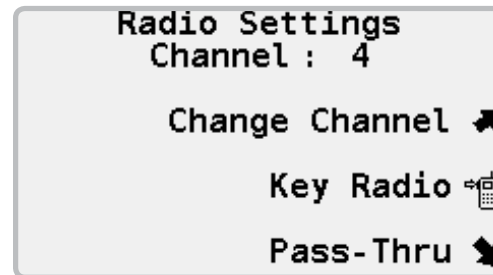 Radio Settings
Channel : 4
Change Channel
Key Radio
Pass-Thru